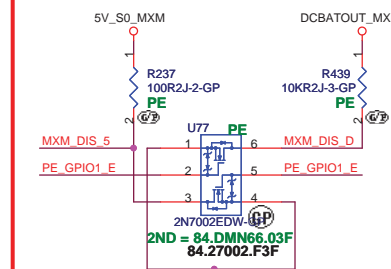 5V_S0_MXM
DCBATOUT_MX
1
1
R237
100R2J-2-GP
PE
R439
10KR2J-3-GP
PE
2
G/P
2
G/P
U77
PE
MXM_DIS_5
1
6
MXM_DIS_D
PE_GPIO1_E
2
5
PE_GPIO1_E
3
4
2N7002EDW-GP
GP
2ND = 84.DMN66.03F
84.27002.F3F